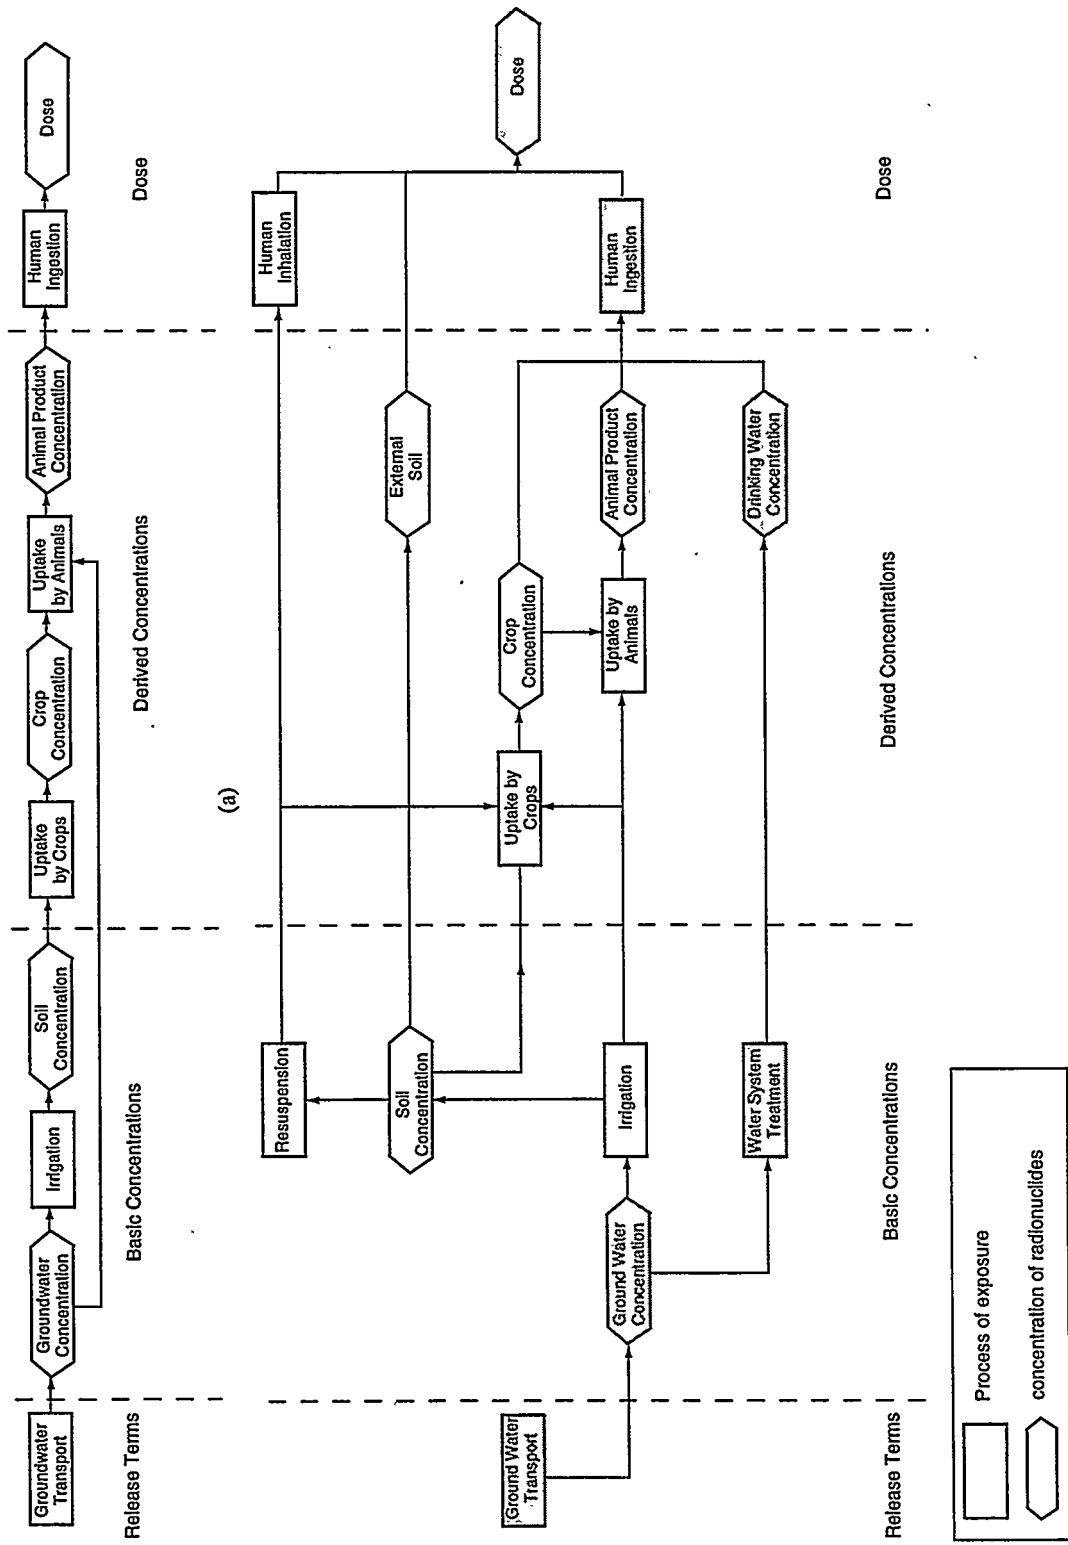 Groundwater
Transport
Groundwater
Concentration
Irrigation
Soil
Concentration
Uptake
by Crops
Crop
Concentration
Uptake
by Animals
Animal Product
Concentration
Human
Ingestion
Dose
Release Terms
Basic Concentrations
Derived Concentrations
Dose
(a)
Ground Water
Transport
Ground Water
Concentration
Resuspension
Soil
Concentration
Irrigation
Water System
Treatment
Uptake by
Crops
Crop
Concentration
Uptake by
Animals
External
Soil
Animal Product
Concentration
Drinking Water
Concentration
Human
Inhalation
Human
Ingestion
Dose
Release Terms
Basic Concentrations
Derived Concentrations
Dose
Process of exposure
concentration of radionuclides